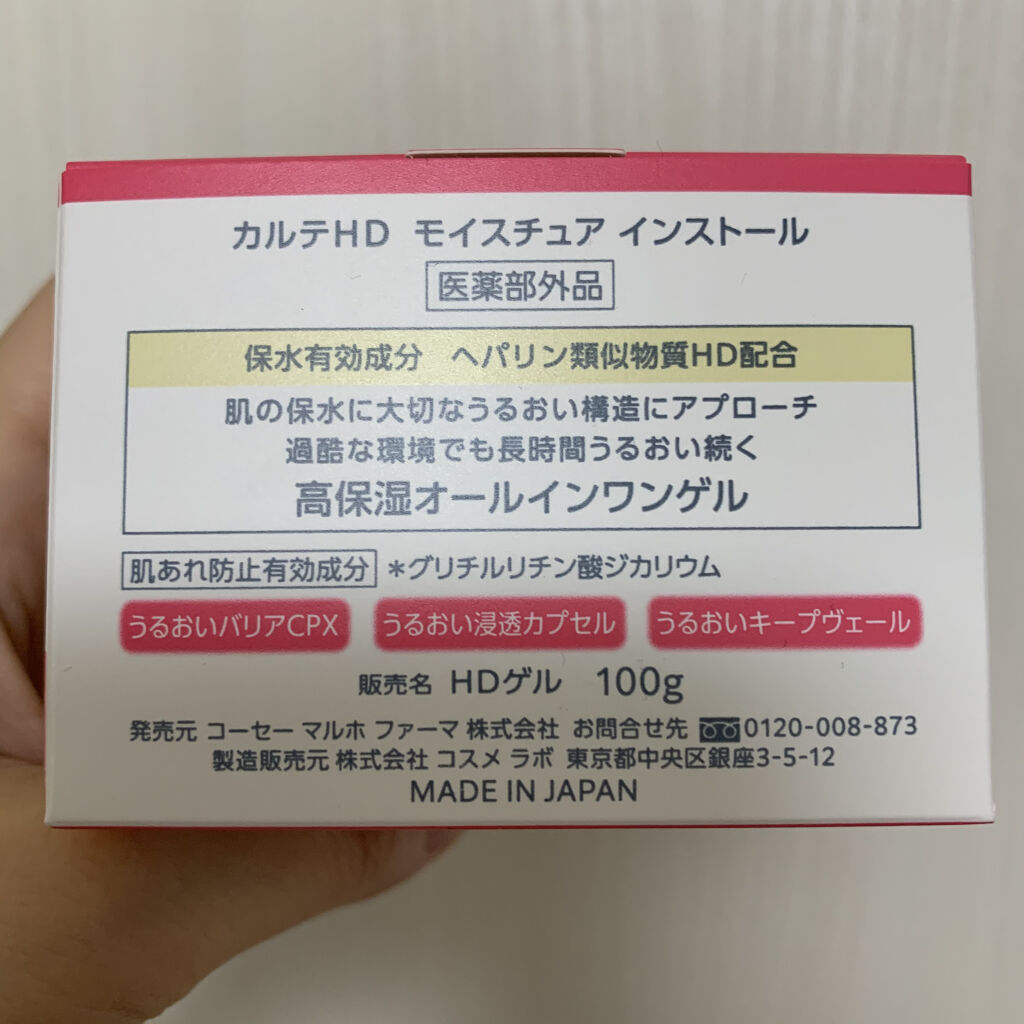 カルテHD モイスチュア インストール
医薬部外品
保水有効成分 ヘパリン類似物質HD配合
肌の保水に大切なうるおい構造にアプローチ
過酷な環境でも長時間うるおい続く
高保湿オールインワンゲル
肌あれ防止有効成分 *グリチルリチン酸ジカリウム
うるおいバリアCPX うるおい浸透カプセル うるおいキープヴェール
販売名 HDゲル 100g
発売元 コーセー マルホ ファーマ 株式会社 お問合せ先 0120-008-873
製造販売元 株式会社 コスメ ラボ 東京都中央区銀座3-5-12
MADE IN JAPAN